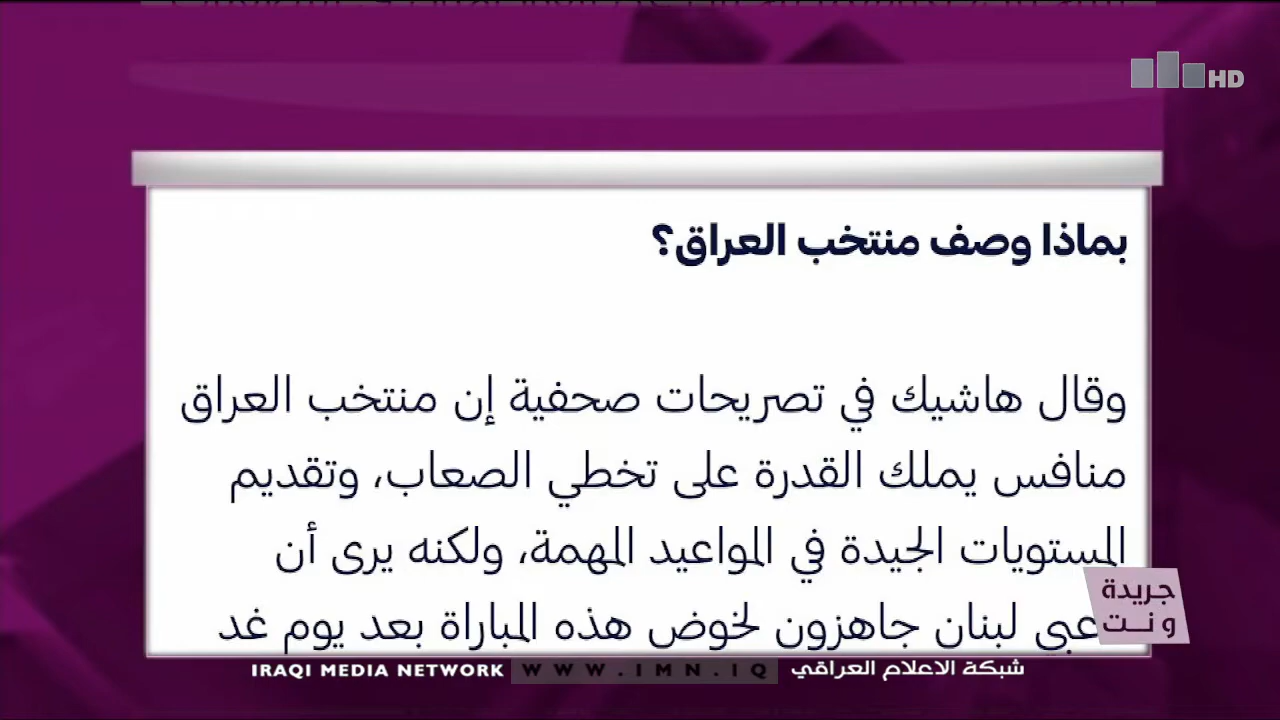 HD
بماذا وصف منتخب العراق؟
وقال هاشيك في تصريحات صحفية إن منتخب العراق
منافس يملك القدرة على تخطي الصعاب، وتقديم
المستويات الجيدة في المواعيد المهمة، ولكنه يرى أن
لبنان جاهزون لخوض هذه المباراة بعد يوم غد
جريدة
و نـت
IRAQI MEDIA NETWORK WWW.IMN.IQ شبكة الاعلام العراقي